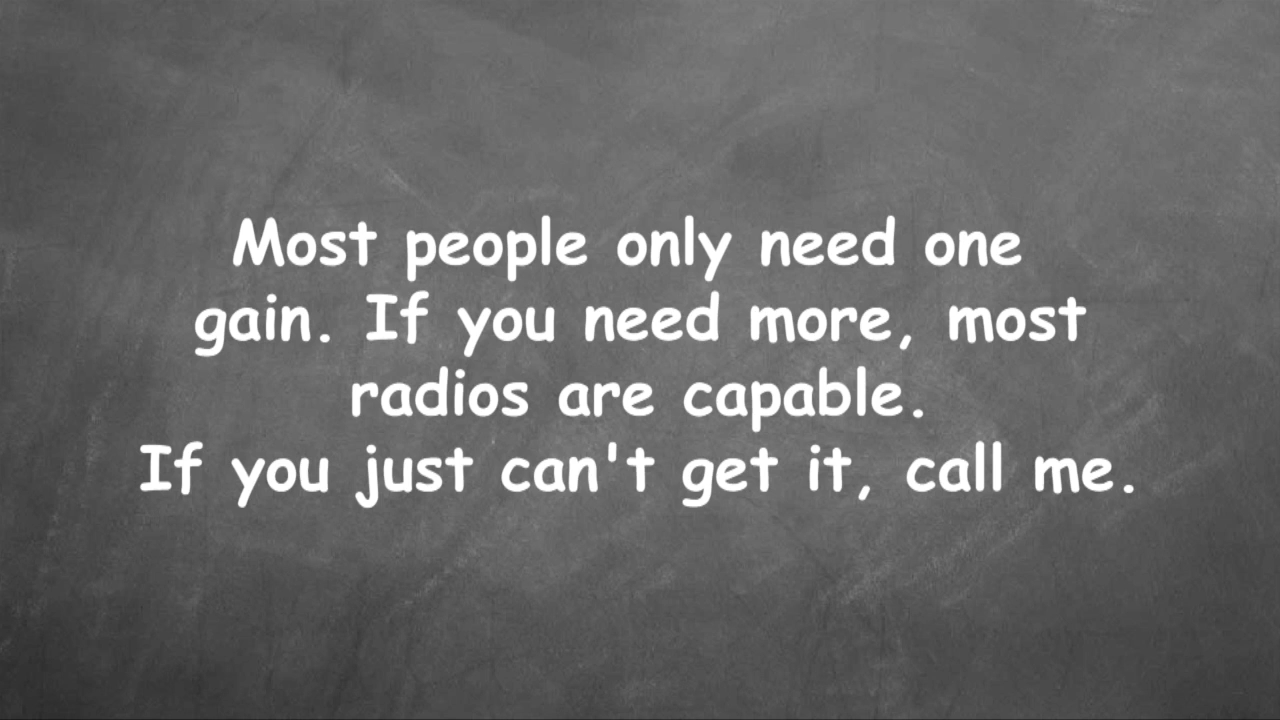 Most people only need one
gain. If you need more, most
radios are capable.
If you just can't get it, call me.